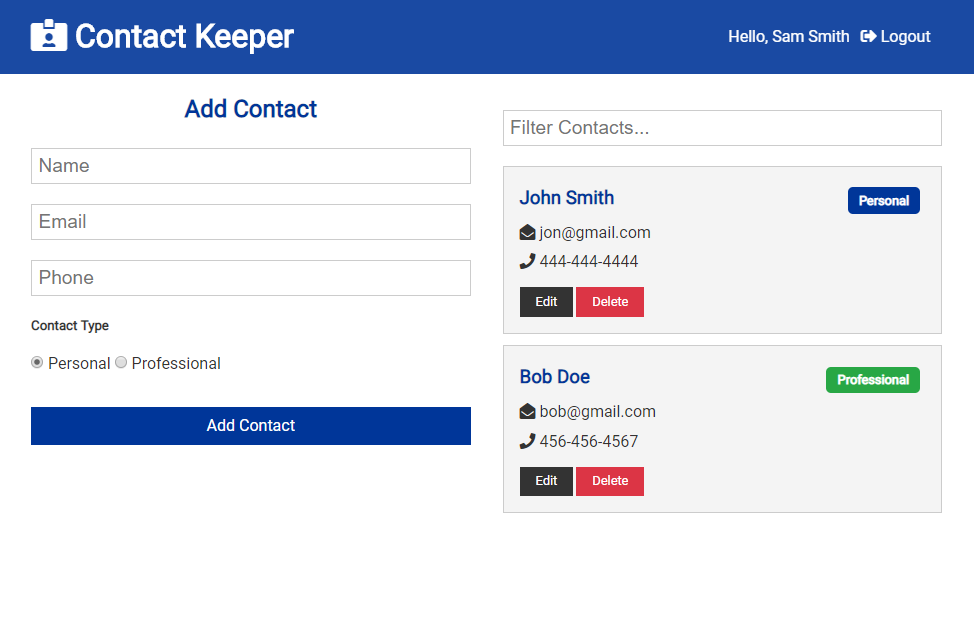 Contact Keeper
Hello, Sam Smith Logout
Add Contact
Name
Email
Phone
Contact Type
Personal Professional
Add Contact
Filter Contacts...
John Smith
Personal
jon@gmail.com
444-444-4444
Edit Delete
Bob Doe
Professional
bob@gmail.com
456-456-4567
Edit Delete